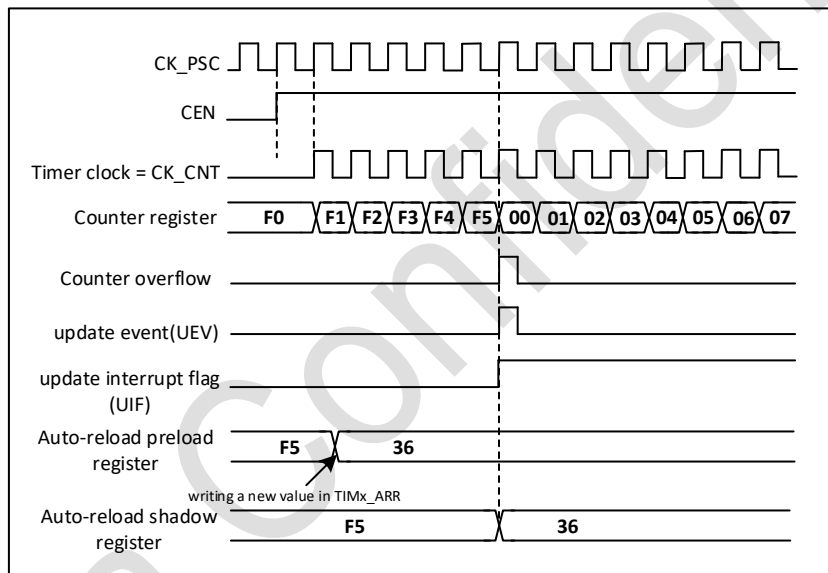 CK_PSC
CEN
Timer clock = CK_CNT
Counter register F0 F1 F2 F3 F4 F5 00 01 02 03 04 05 06 07
Counter overflow
update event(UEV)
update interrupt flag
(UIF)
Auto-reload preload
register
F5 36
writing a new value in TIMx_ARR
Auto-reload shadow
register
F5 36
Confiden